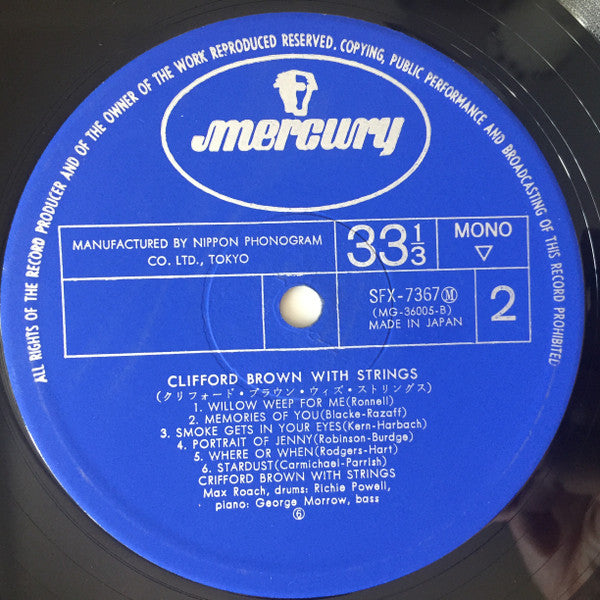 ALL RIGHTS OF THE RECORD PRODUCER AND OF THE OWNER OF THE WORK REPRODUCED RESERVED. COPYING, PUBLIC PERFORMANCE AND BROADCASTING OF THIS RECORD PROHIBITED
mercury
MANUFACTURED BY NIPPON PHONOGRAM
CO. LTD., TOKYO
33 1/3
MONO
▽
SFX-7367Ⓜ
(MG-36005-B)
MADE IN JAPAN
2
CLIFFORD BROWN WITH STRINGS
(クリフォード・ブラウン・ウィズ・ストリングス)
1. WILLOW WEEP FOR ME(Ronnell)
2. MEMORIES OF YOU(Blacke-Razaff)
3. SMOKE GETS IN YOUR EYES(Kern-Harbach)
4. PORTRAIT OF JENNY(Robinson-Burdge)
5. WHERE OR WHEN(Rodgers-Hart)
6. STARDUST(Carmichael-Parrish)
CRIFFORD BROWN WITH STRINGS
Max Roach, drums: Richie Powell,
piano: George Morrow, bass
⑥